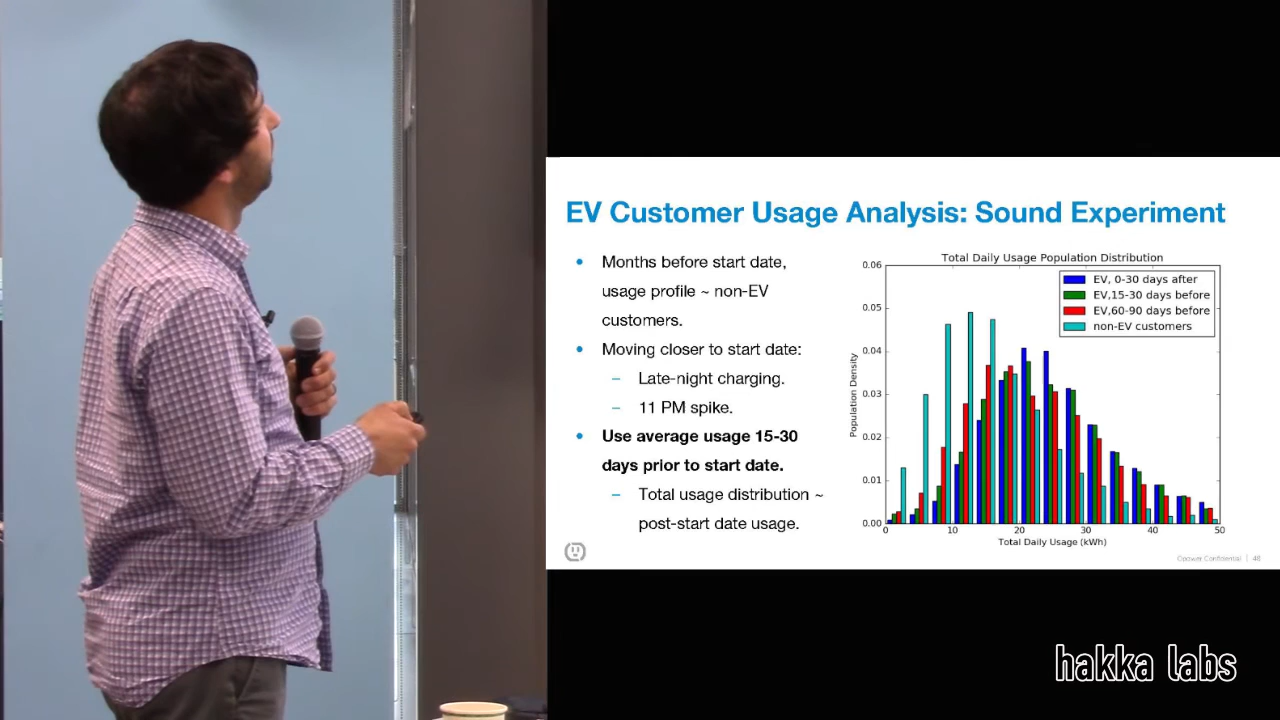 EV Customer Usage Analysis: Sound Experiment
• Months before start date,
usage profile ~ non-EV
customers.
• Moving closer to start date:
– Late-night charging.
– 11 PM spike.
• Use average usage 15-30
days prior to start date.
– Total usage distribution ~
post-start date usage.
Total Daily Usage Population Distribution
0.06
0.05
0.04
0.03
0.02
0.01
0.00
Population Density
EV, 0-30 days after
EV,15-30 days before
EV,60-90 days before
non-EV customers
0 10 20 30 40 50
Total Daily Usage (kWh)
Opower Confidential | 46
hakka labs